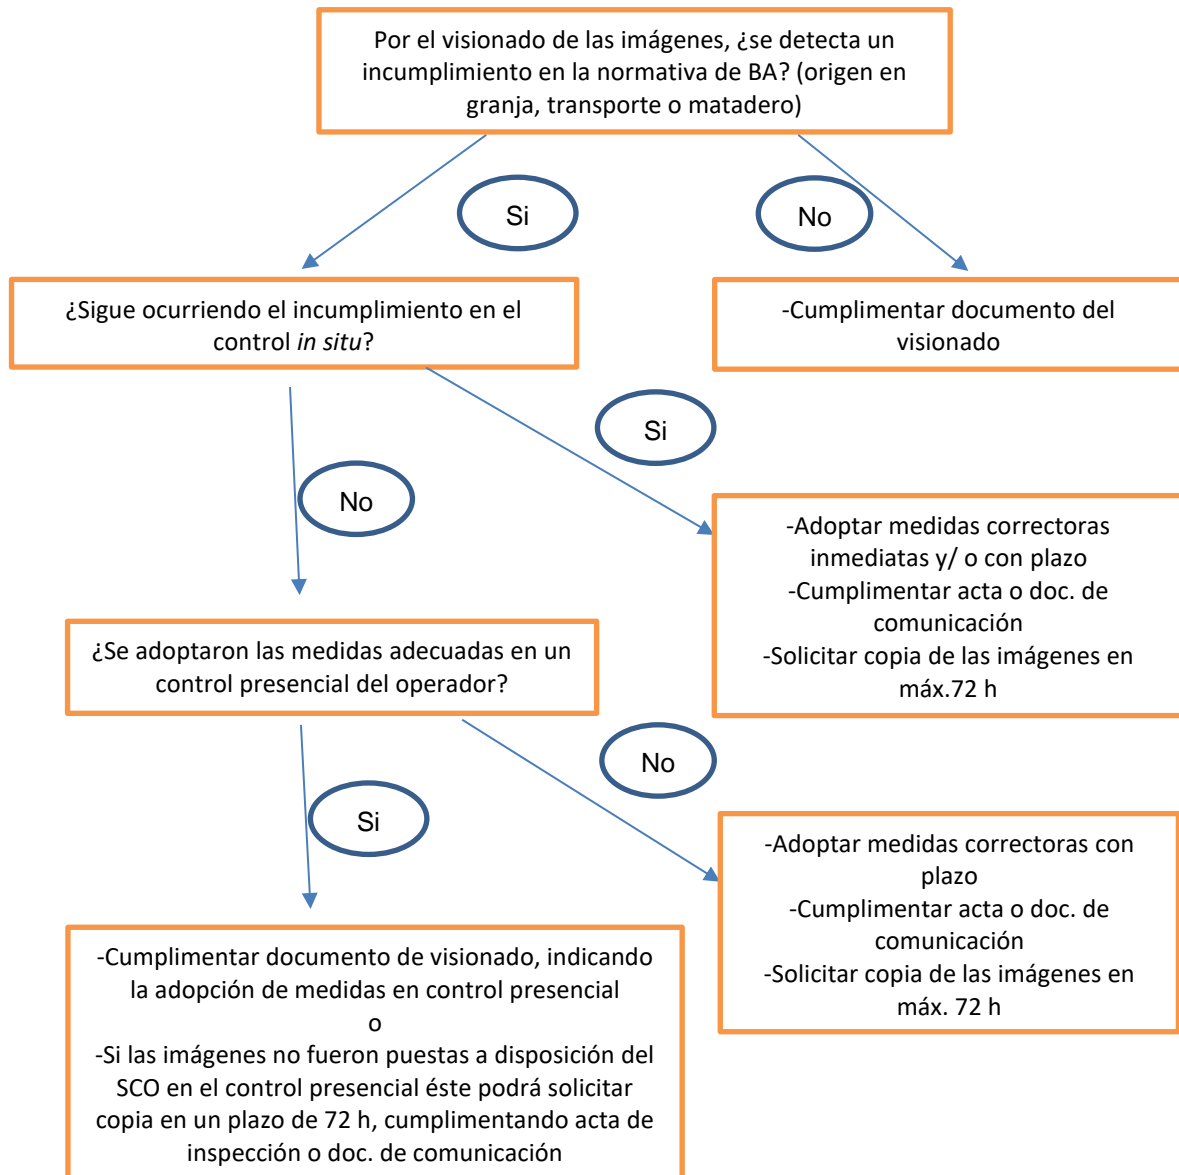 Por el visionado de las imágenes, ¿se detecta un
incumplimiento en la normativa de BA? (origen en
granja, transporte o matadero)
Si
No
¿Sigue ocurriendo el incumplimiento en el
control in situ?
-Cumplimentar documento del
visionado
Si
No
-Adoptar medidas correctoras
inmediatas y/ o con plazo
-Cumplimentar acta o doc. de
comunicación
-Solicitar copia de las imágenes en
máx.72 h
¿Se adoptaron las medidas adecuadas en un
control presencial del operador?
No
Si
-Adoptar medidas correctoras con
plazo
-Cumplimentar acta o doc. de
comunicación
-Solicitar copia de las imágenes en
máx. 72 h
-Cumplimentar documento de visionado, indicando
la adopción de medidas en control presencial
o
-Si las imágenes no fueron puestas a disposición del
SCO en el control presencial éste podrá solicitar
copia en un plazo de 72 h, cumplimentando acta de
inspección o doc. de comunicación